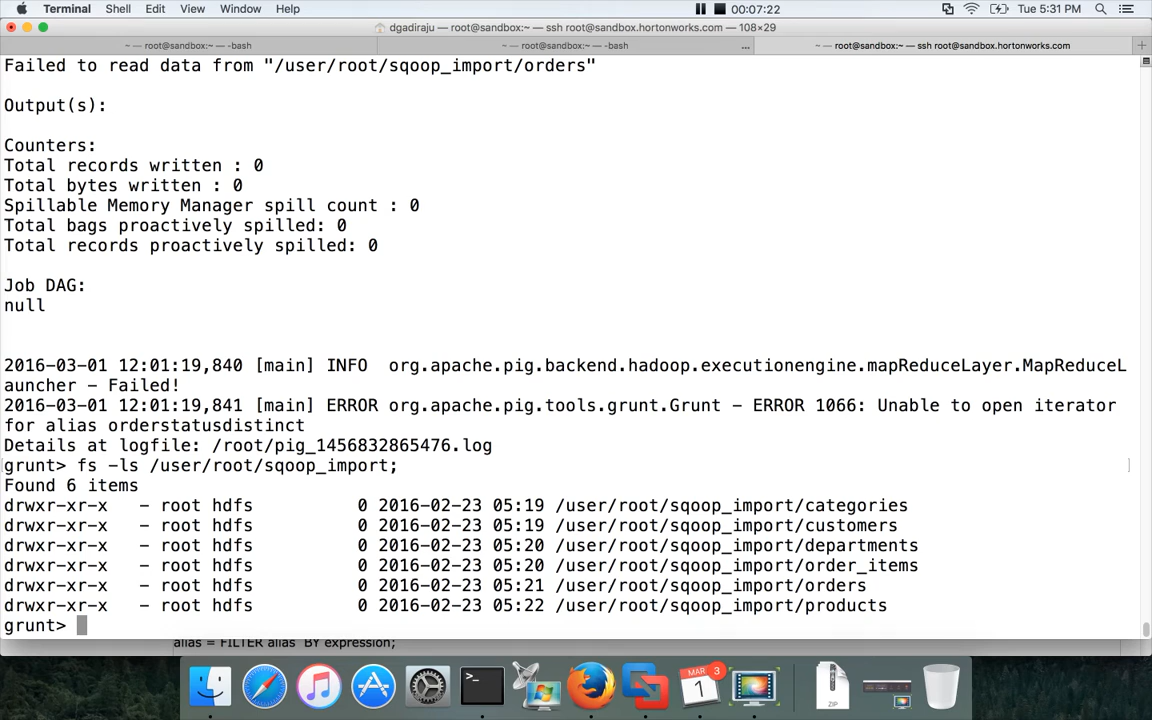 Terminal Shell Edit View Window Help 00:07:22 Tue 5:31 PM
dgadiraju — root@sandbox:~ — ssh root@sandbox.hortonworks.com — 108×29
~ — root@sandbox:~ — -bash ~ — root@sandbox:~ — -bash ... ~ — root@sandbox:~ — ssh root@sandbox.hortonworks.com +
Failed to read data from "/user/root/sqoop_import/orders"
Output(s):
Counters:
Total records written : 0
Total bytes written : 0
Spillable Memory Manager spill count : 0
Total bags proactively spilled: 0
Total records proactively spilled: 0
Job DAG:
null
2016-03-01 12:01:19,840 [main] INFO  org.apache.pig.backend.hadoop.executionengine.mapReduceLayer.MapReduceL
auncher - Failed!
2016-03-01 12:01:19,841 [main] ERROR org.apache.pig.tools.grunt.Grunt - ERROR 1066: Unable to open iterator
for alias orderstatusdistinct
Details at logfile: /root/pig_1456832865476.log
grunt> fs -ls /user/root/sqoop_import;
Found 6 items
drwxr-xr-x   - root hdfs          0 2016-02-23 05:19 /user/root/sqoop_import/categories
drwxr-xr-x   - root hdfs          0 2016-02-23 05:19 /user/root/sqoop_import/customers
drwxr-xr-x   - root hdfs          0 2016-02-23 05:20 /user/root/sqoop_import/departments
drwxr-xr-x   - root hdfs          0 2016-02-23 05:20 /user/root/sqoop_import/order_items
drwxr-xr-x   - root hdfs          0 2016-02-23 05:21 /user/root/sqoop_import/orders
drwxr-xr-x   - root hdfs          0 2016-02-23 05:22 /user/root/sqoop_import/products
grunt>
alias = FILTER alias BY expression;
>_ MAR 1 3 ZIP